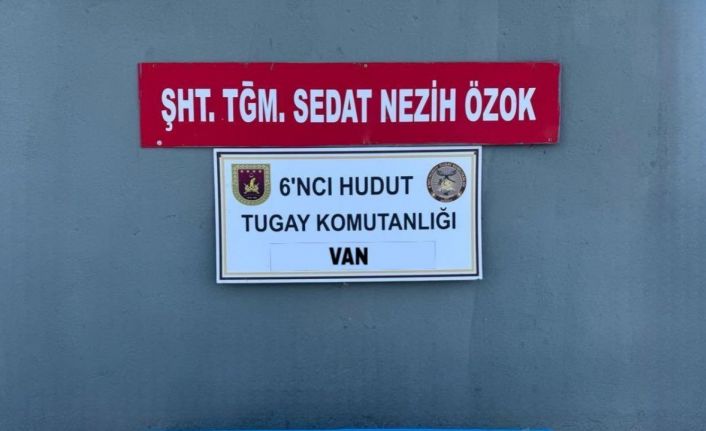 ŞHT. TĞM. SEDAT NEZİH ÖZOK
6'NCI HUDUT
TUGAY KOMUTANLIĞI
VAN